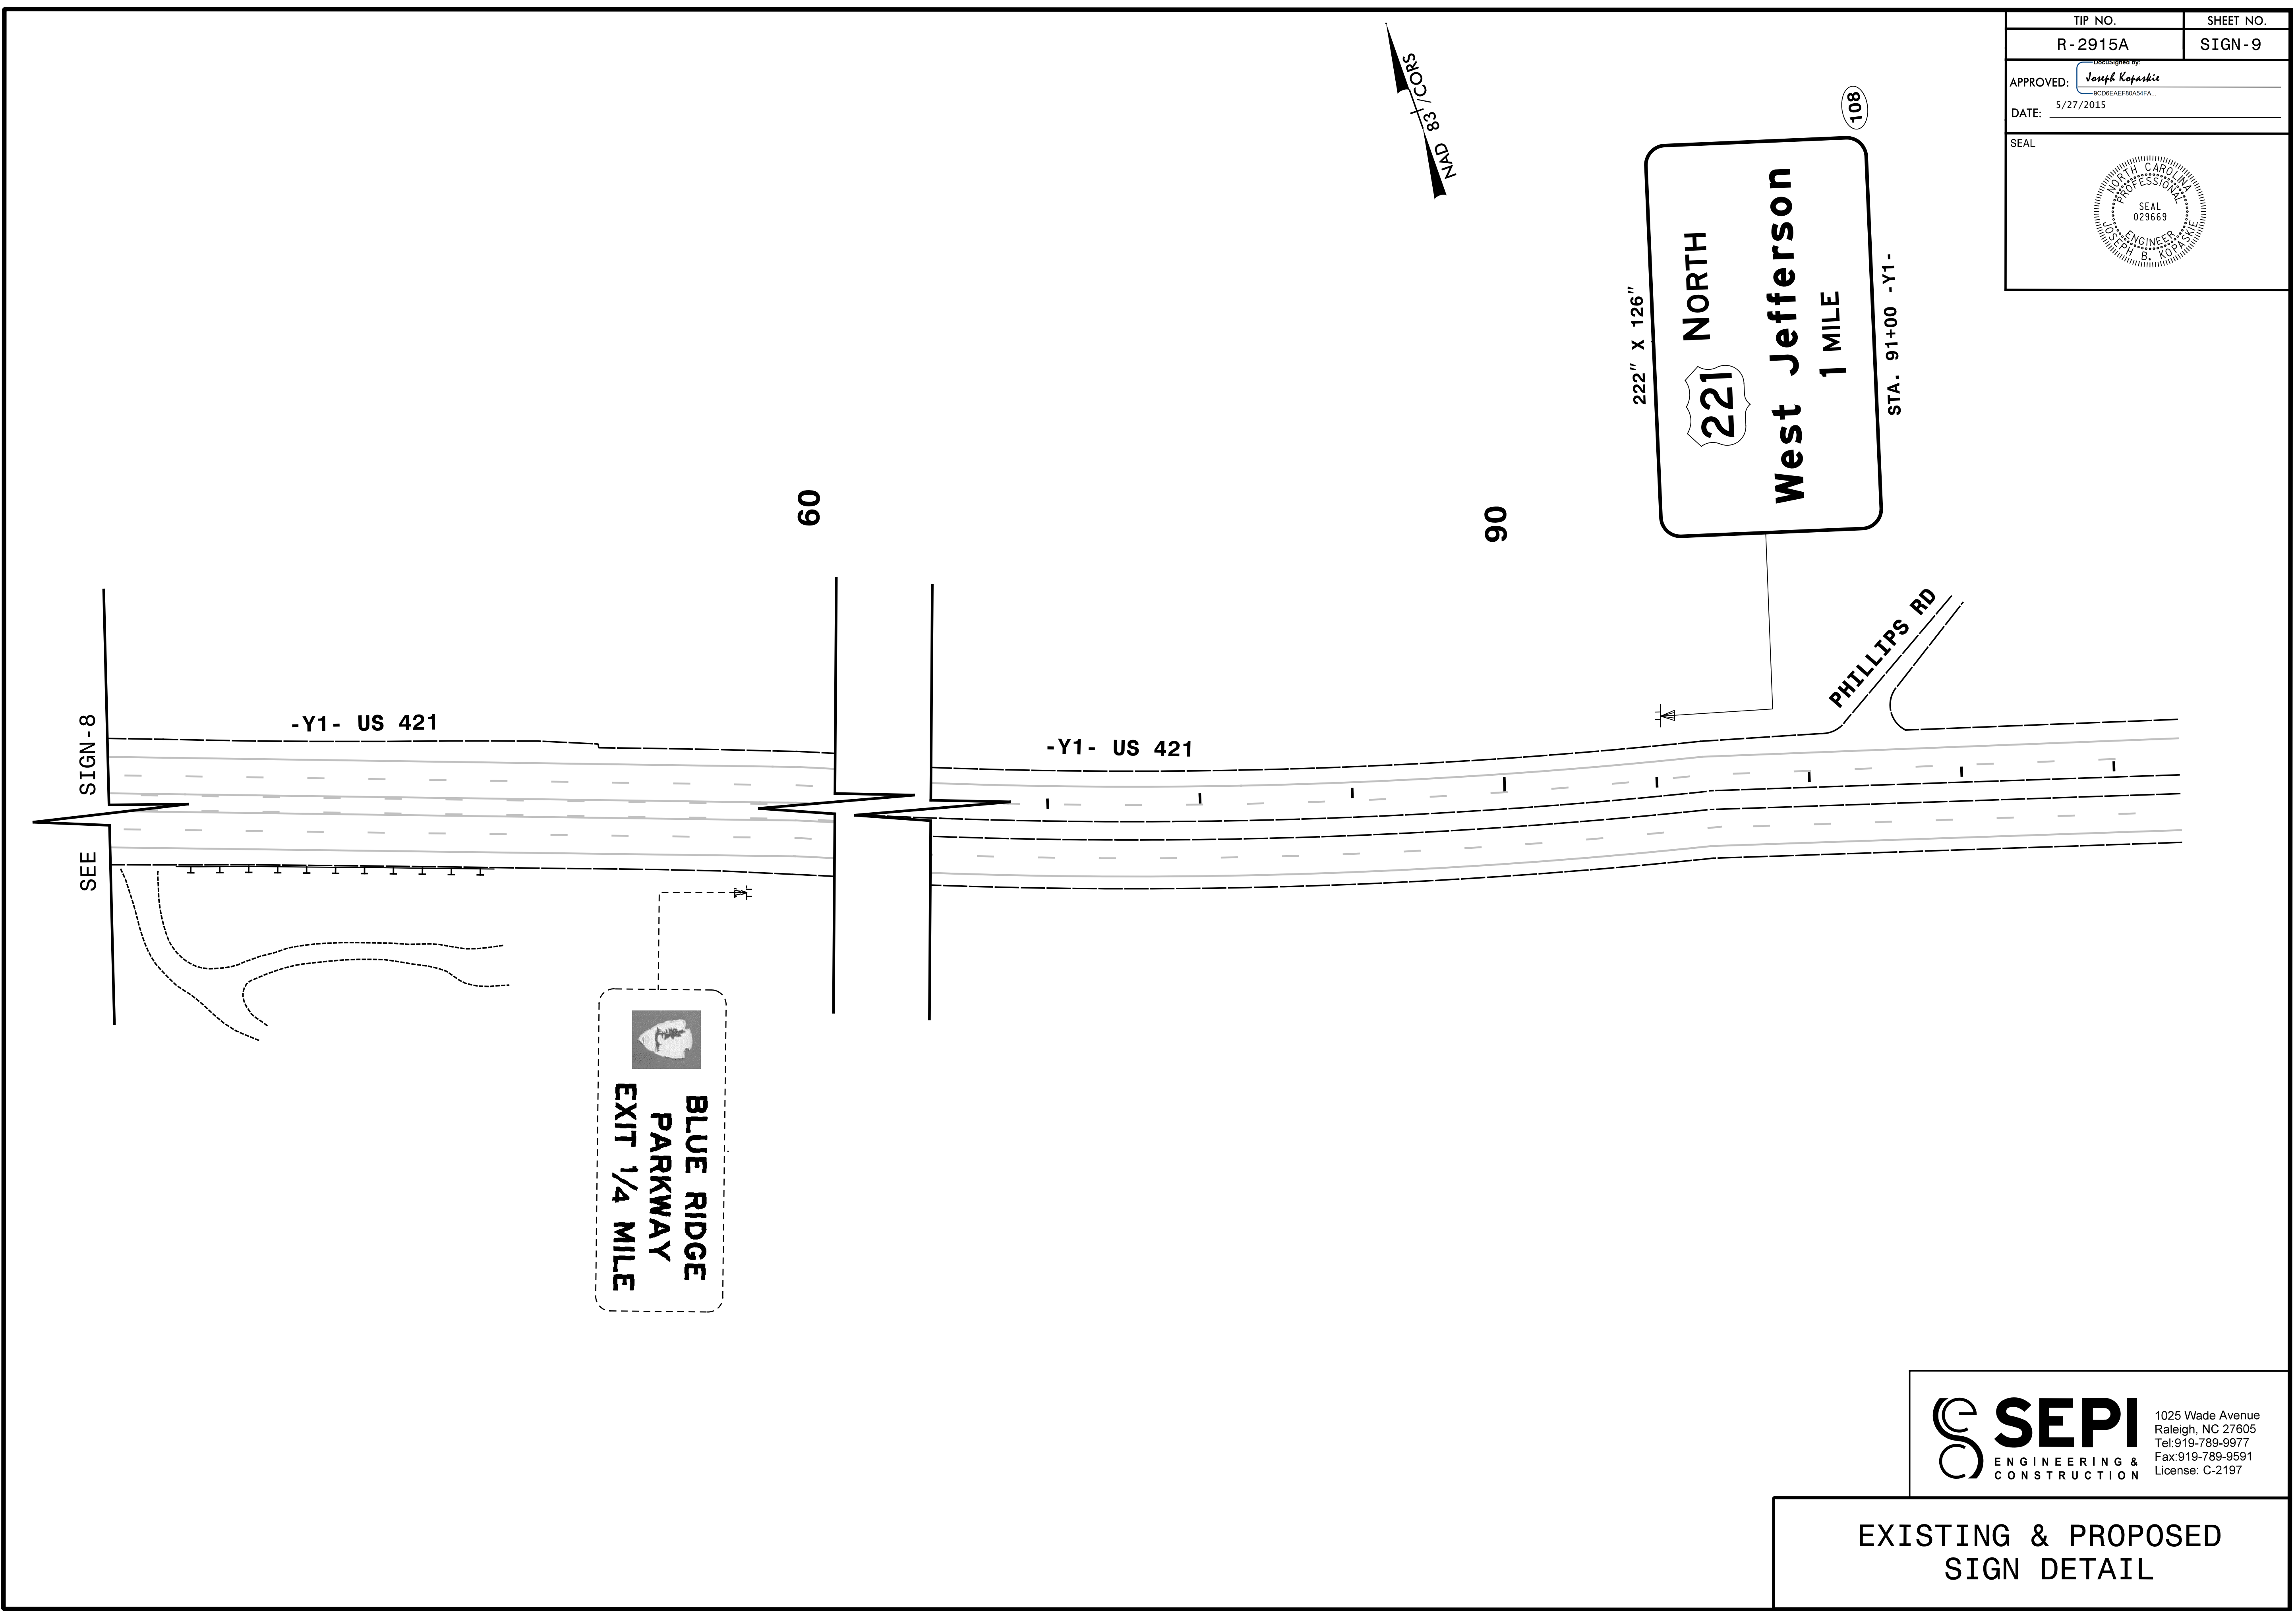 TIP NO.
SHEET NO.
R-2915A
SIGN-9
DocuSigned by:
APPROVED:
Joseph Kopaskie
9CD6EAEF80A54FA...
DATE: 5/27/2015
SEAL
NORTH CAROLINA
PROFESSIONAL
SEAL
029669
ENGINEER
JOSEPH B. KOPASKIE
NAD 83/CORS
108
222" X 126"
221 NORTH
West Jefferson
1 MILE
STA. 91+00 -Y1-
60
90
PHILLIPS RD
SEE SIGN-8
-Y1- US 421
-Y1- US 421
BLUE RIDGE
PARKWAY
EXIT 1/4 MILE
SEPI
ENGINEERING &
CONSTRUCTION
1025 Wade Avenue
Raleigh, NC 27605
Tel:919-789-9977
Fax:919-789-9591
License: C-2197
EXISTING & PROPOSED
SIGN DETAIL